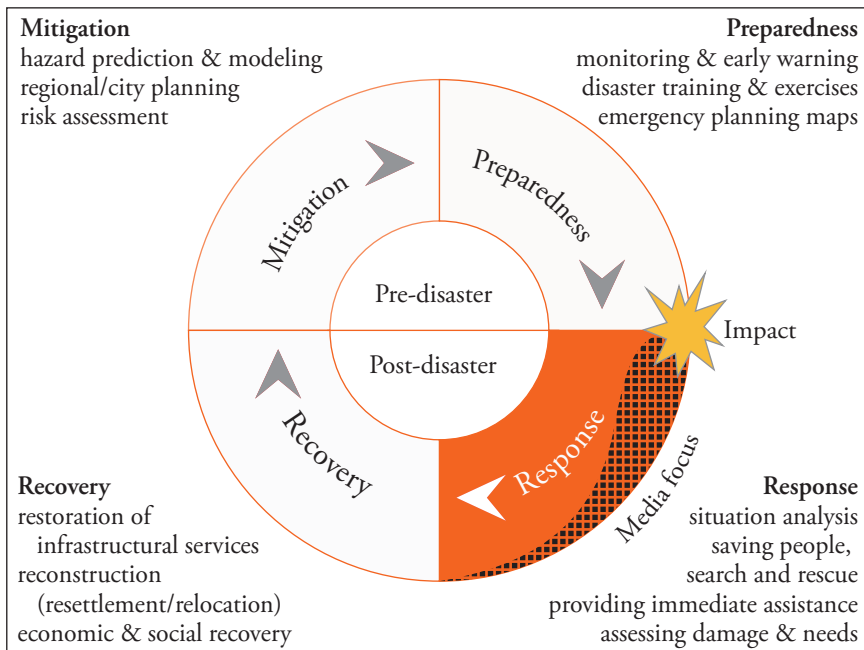 Mitigation
hazard prediction & modeling
regional/city planning
risk assessment
Preparedness
monitoring & early warning
disaster training & exercises
emergency planning maps
Mitigation
Preparedness
Pre-disaster
Post-disaster
Impact
Recovery
Response
Media focus
Recovery
restoration of
infrastructural services
reconstruction
(resettlement/relocation)
economic & social recovery
Response
situation analysis
saving people,
search and rescue
providing immediate assistance
assessing damage & needs